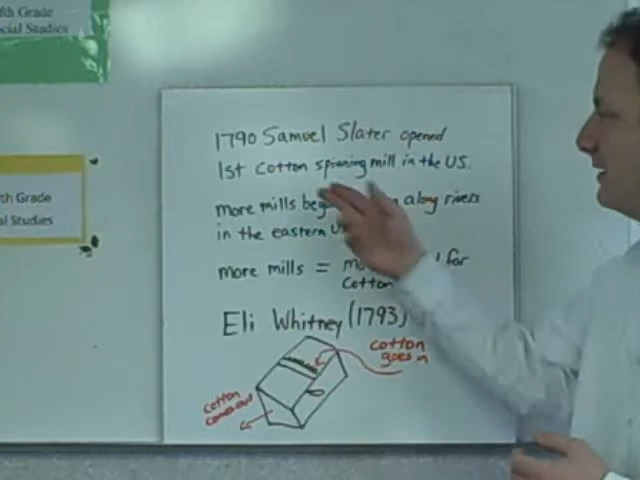 fth Grade
ocial Studies
1790 Samuel Slater opened
1st Cotton spinning mill in the US.
more mills beg along rivers
in the eastern U
more mills = for
Cotton
Eli Whitney (1793)
cotton
goes in
cotton
comes out
th Grade
al Studies